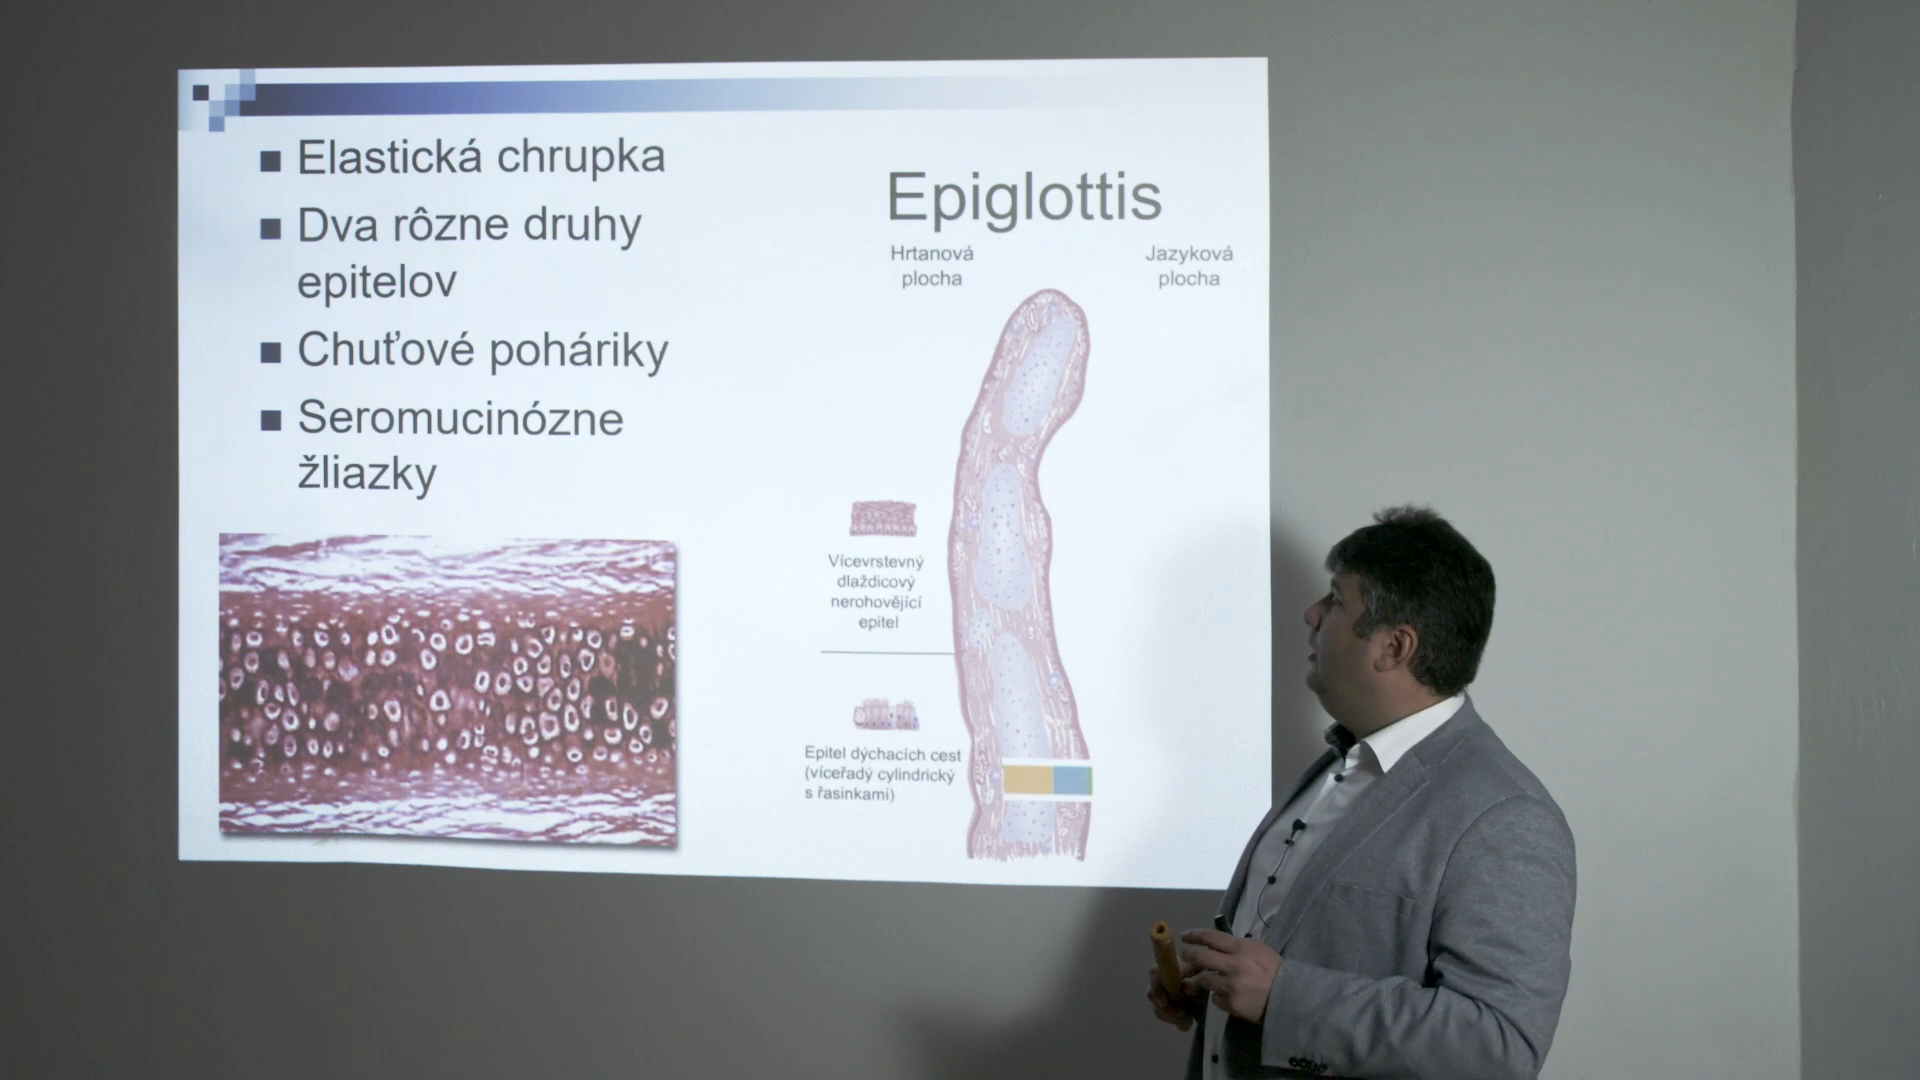 Elastická chrupka
Dva rôzne druhy
epitelov
Chuťové poháriky
Seromucinózne
žliazky
Epiglottis
Hrtanová
plocha
Jazyková
plocha
Vícevrstevný
dlaždicový
nerohovějící
epitel
Epitel dýchacích cest
(víceřadý cylindrický
s řasinkami)